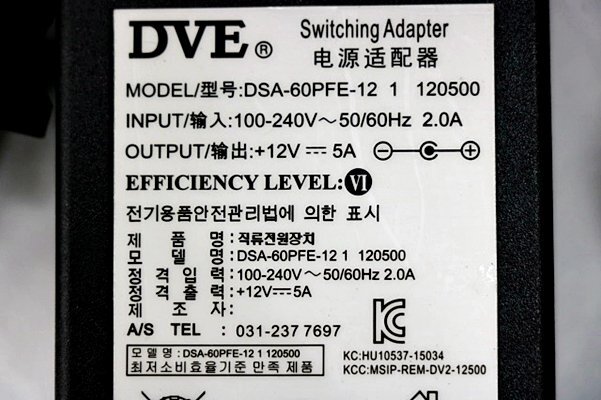 DVE® Switching Adapter
电源适配器
MODEL/型号:DSA-60PFE-12 1 120500
INPUT/输入:100-240V～50/60Hz 2.0A
OUTPUT/输出:+12V⎓5A
EFFICIENCY LEVEL:VI
전기용품안전관리법에 의한 표시
제 품 명:직류전원장치
모 델 명:DSA-60PFE-12 1 120500
정 격 입 력:100-240V～50/60Hz 2.0A
정 격 출 력:+12V⎓5A
제 조 자:
A/S TEL : 031-237 7697
모 델 명 : DSA-60PFE-12 1 120500
최저소비효율기준 만족 제품
KC:HU10537-15034
KCC:MSIP-REM-DV2-12500